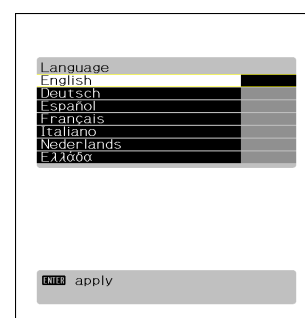 Language
English
Deutsch
Español
Français
Italiano
Nederlands
Ελλάδα
ENTER apply